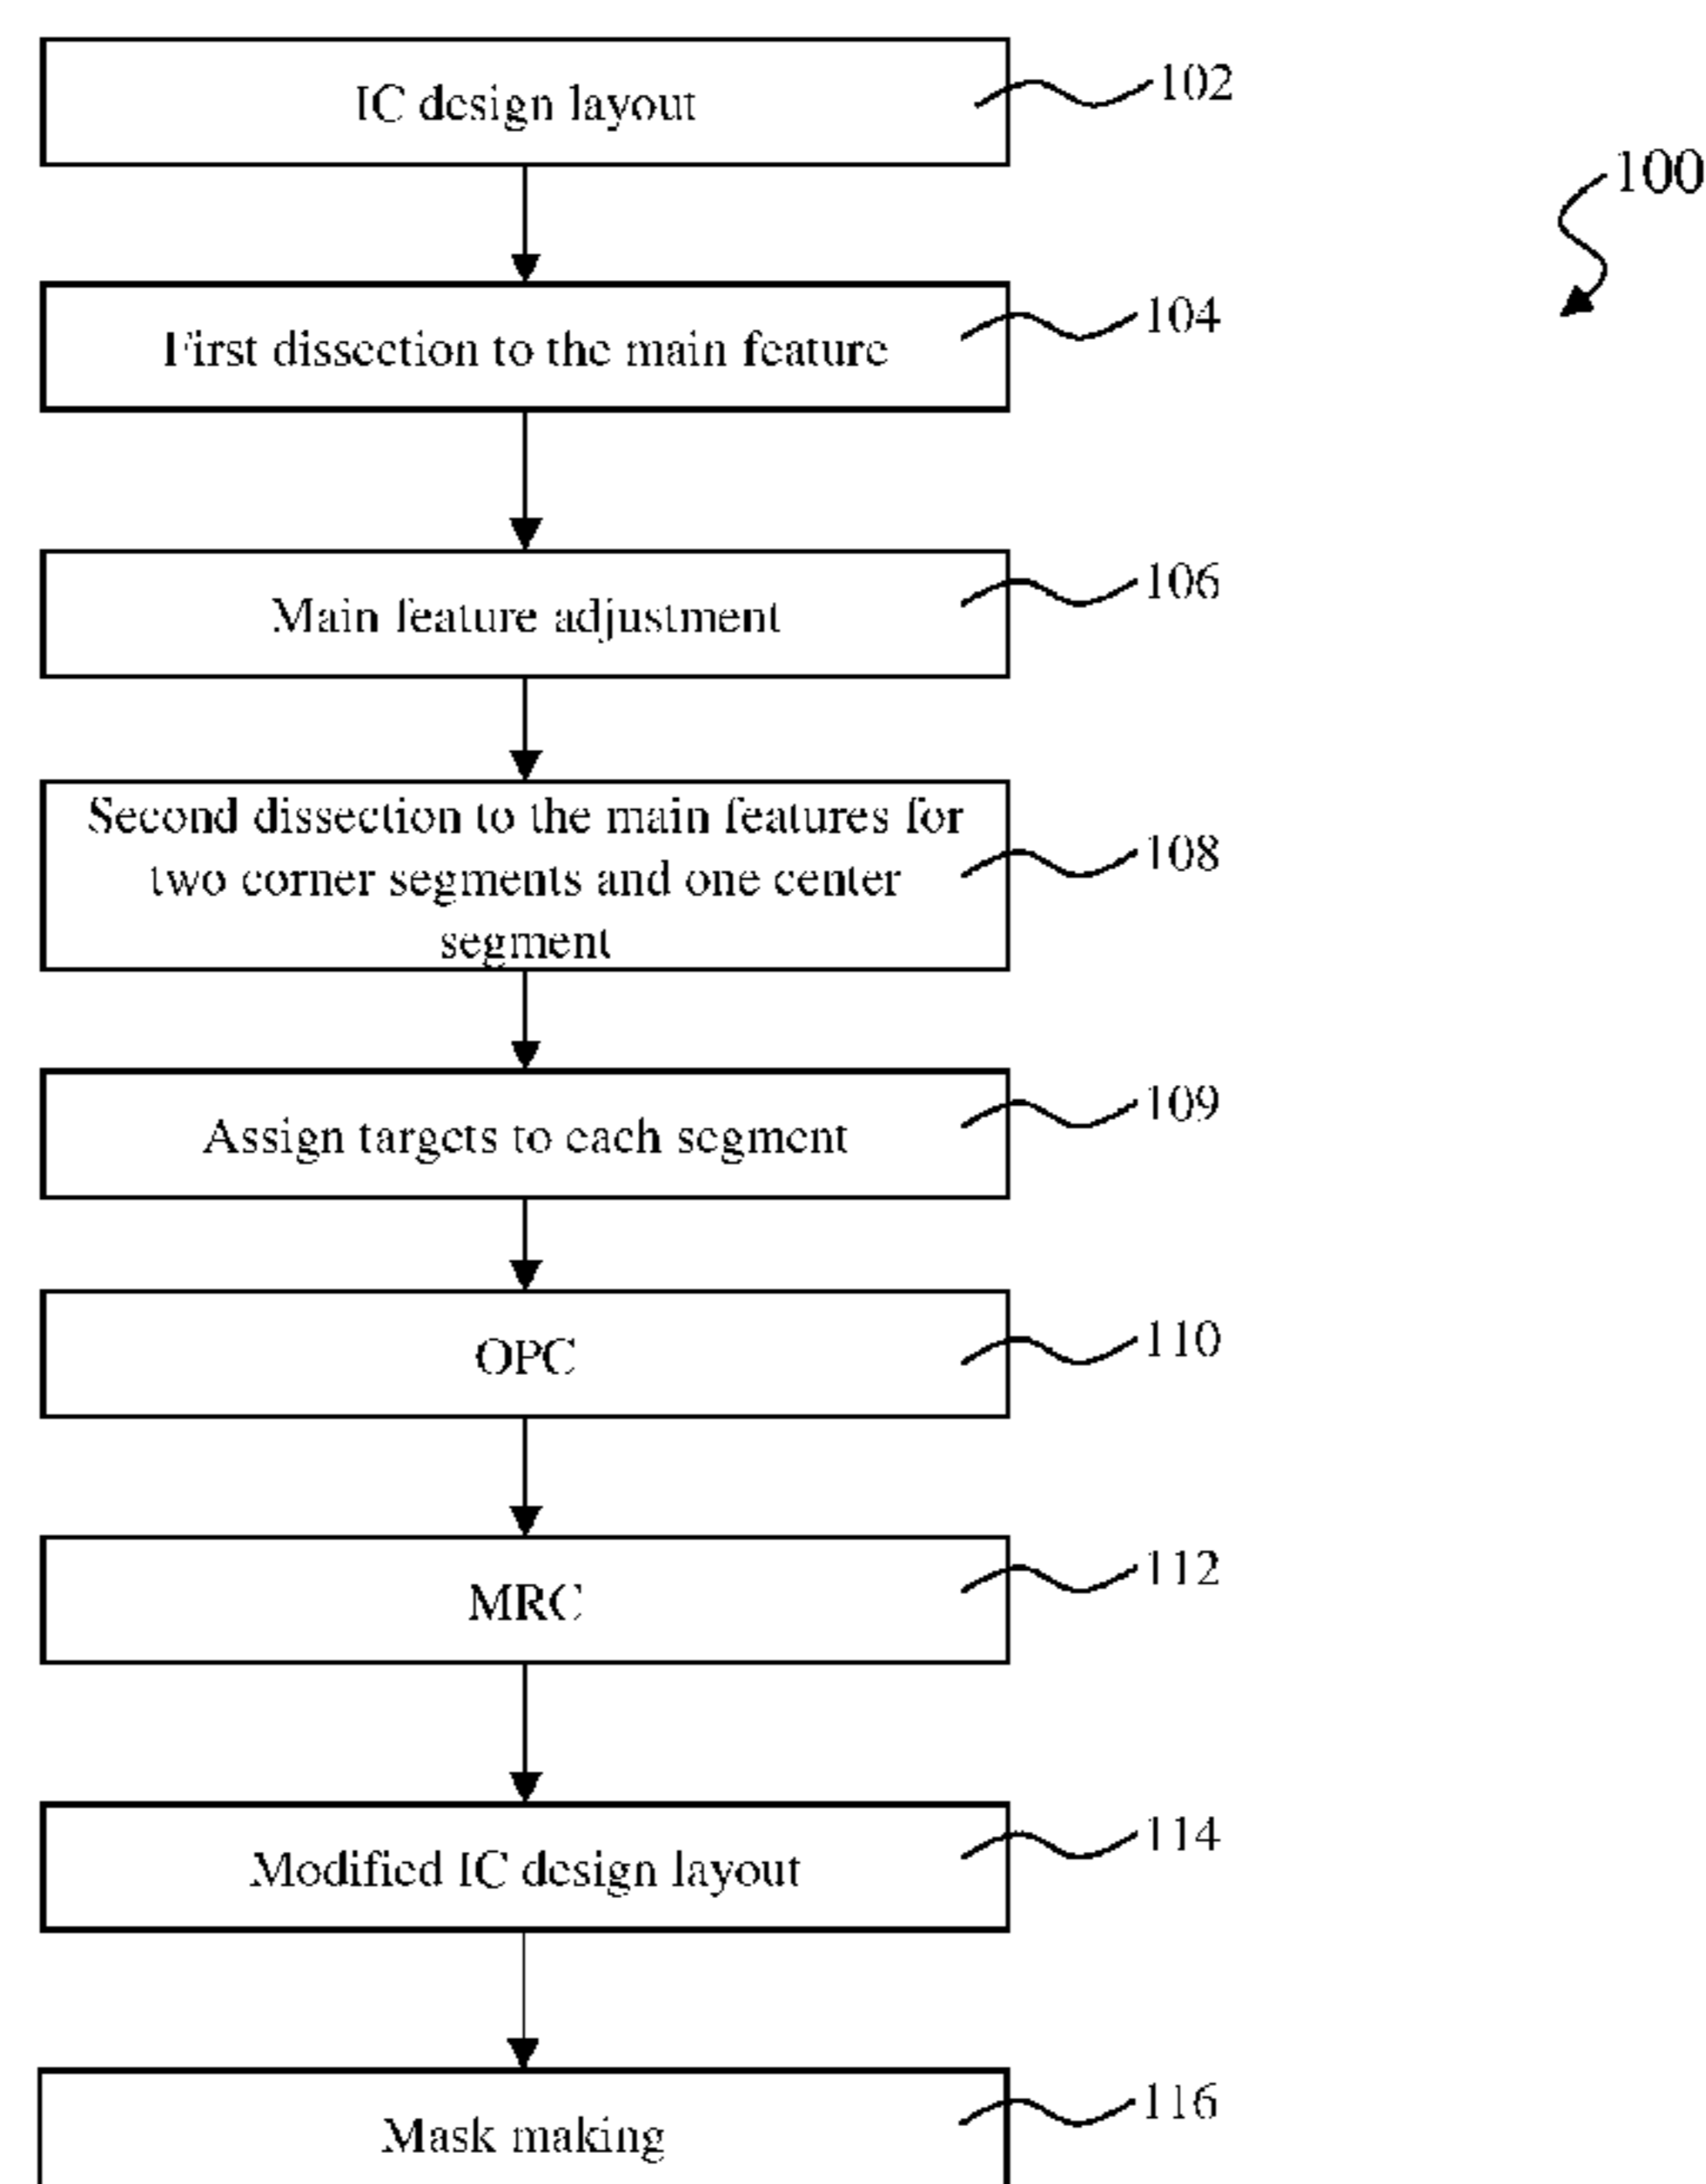 IC design layout
102
100
First dissection to the main feature
104
Main feature adjustment
106
Second dissection to the main features for
two corner segments and one center
segment
108
Assign targets to each segment
109
OPC
110
MRC
112
Modified IC design layout
114
Mask making
116